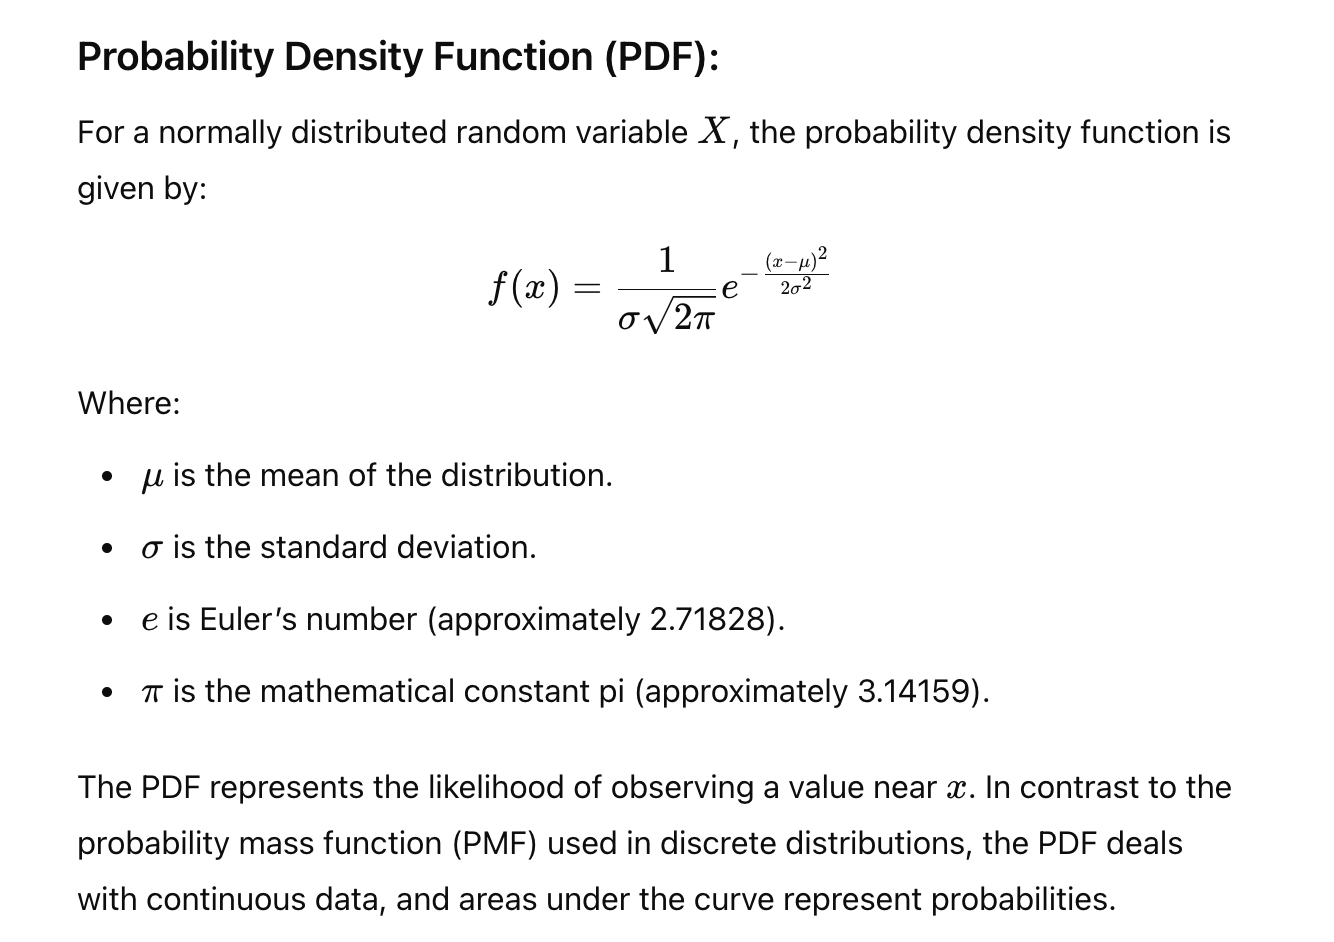 Probability Density Function (PDF):
For a normally distributed random variable X, the probability density function is
given by:
f(x) = \frac{1}{\sigma\sqrt{2\pi}} e^{-\frac{(x-\mu)^2}{2\sigma^2}}
Where:
• μ is the mean of the distribution.
• σ is the standard deviation.
• e is Euler's number (approximately 2.71828).
• π is the mathematical constant pi (approximately 3.14159).
The PDF represents the likelihood of observing a value near x. In contrast to the
probability mass function (PMF) used in discrete distributions, the PDF deals
with continuous data, and areas under the curve represent probabilities.